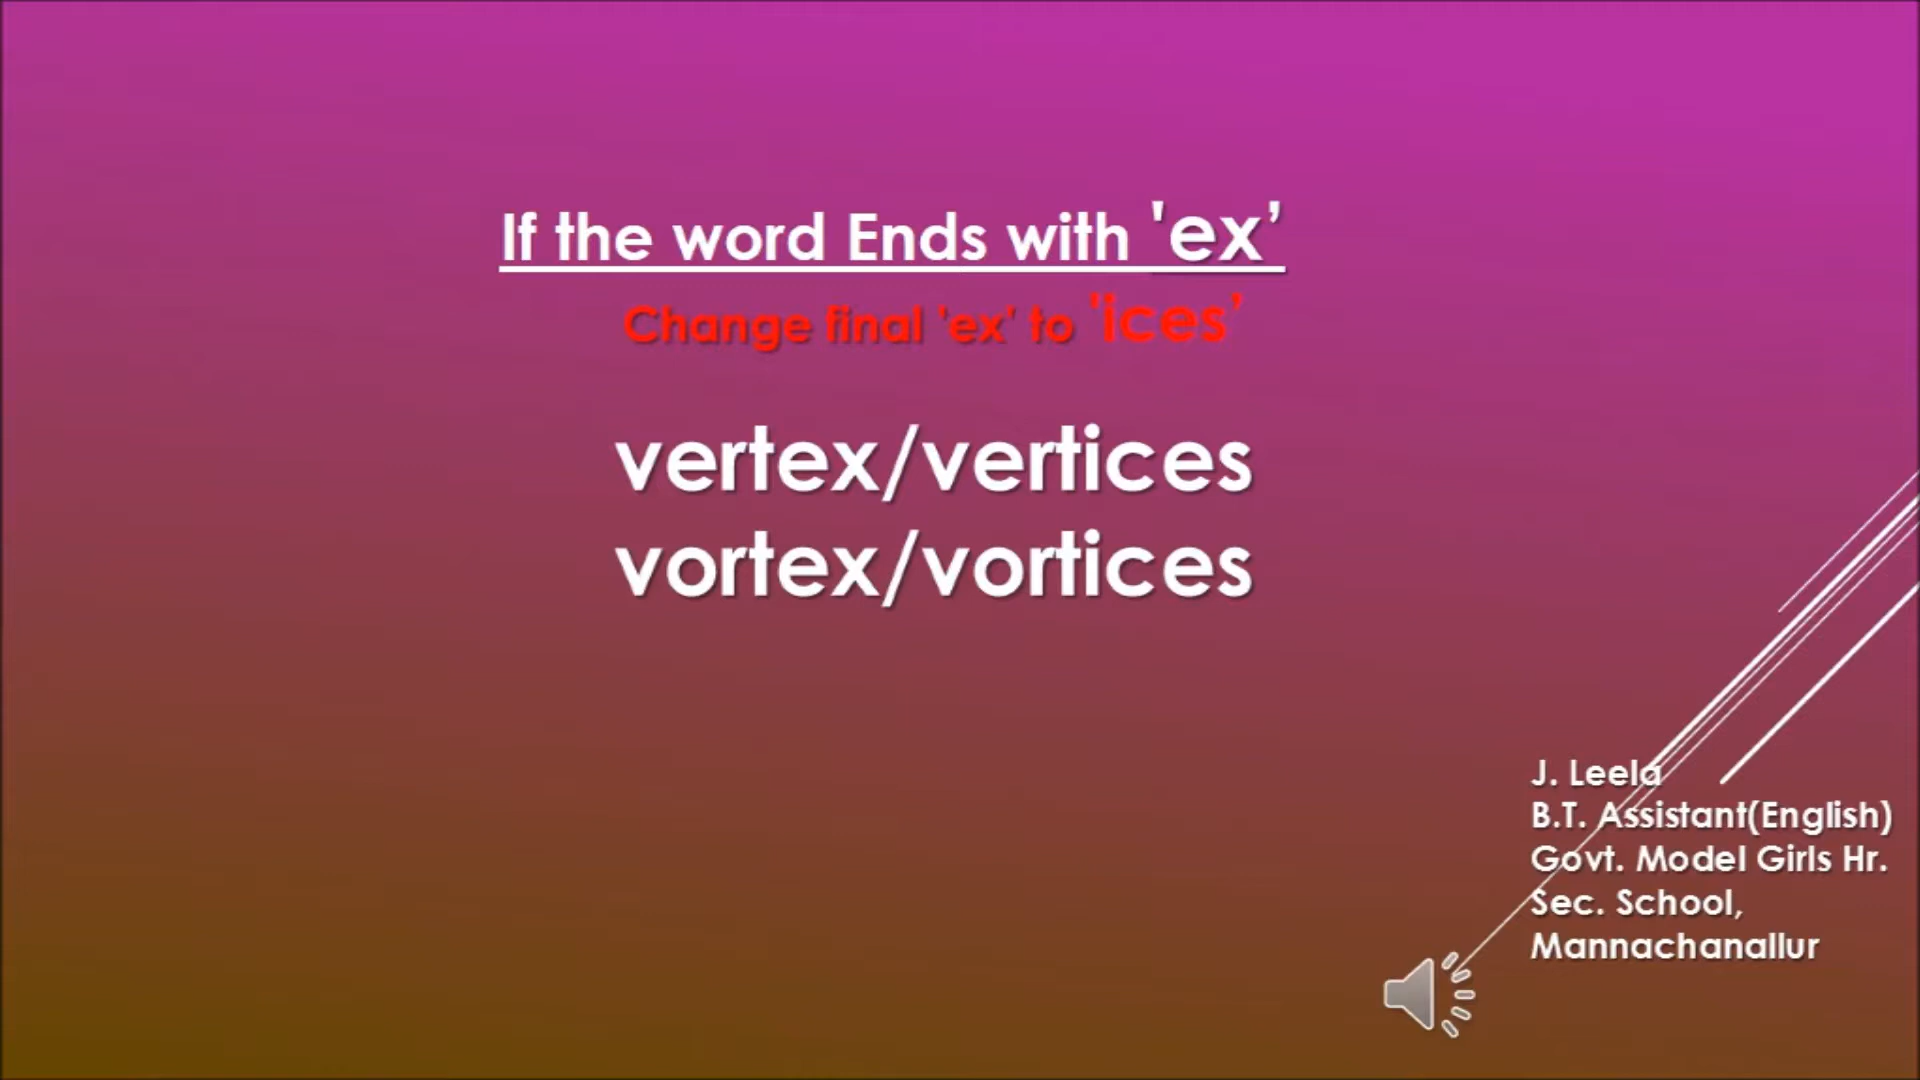 If the word Ends with 'ex’
Change final 'ex' to 'ices’
vertex/vertices
vortex/vortices
J. Leela
B.T. Assistant(English)
Govt. Model Girls Hr.
Sec. School,
Mannachanallur